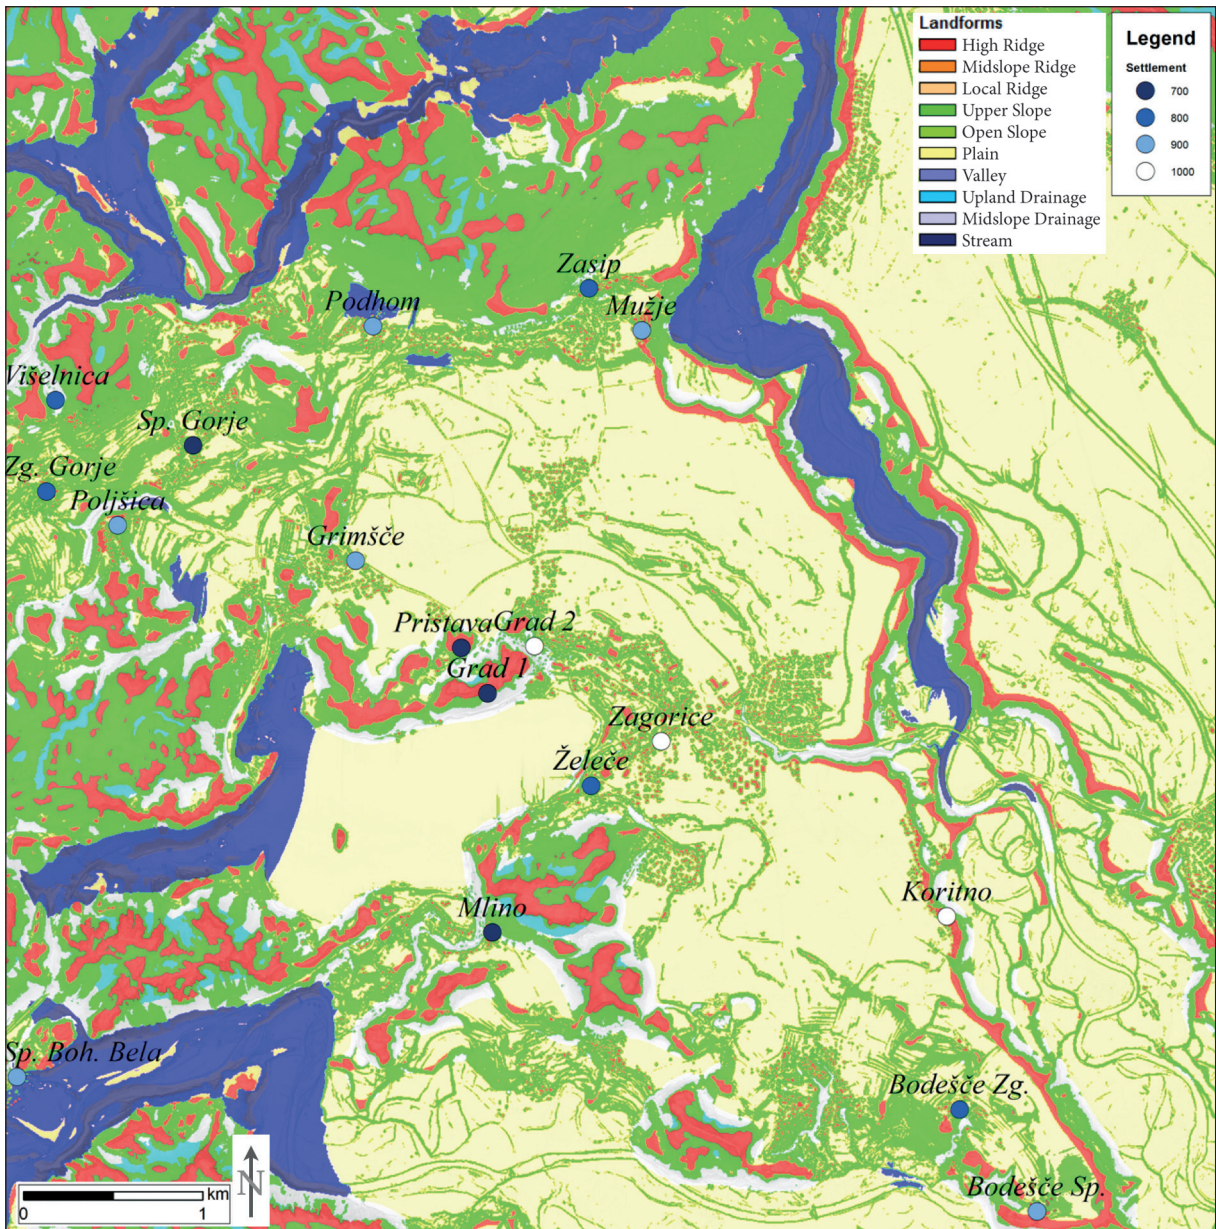 Landforms
High Ridge
Midslope Ridge
Local Ridge
Upper Slope
Open Slope
Plain
Valley
Upland Drainage
Midslope Drainage
Stream
Legend
Settlement
700
800
900
1000
Zasip
Podhom
Mužje
Višelnica
Sp. Gorje
Zg. Gorje
Poljšica
Grimšče
Pristava
Grad 2
Grad 1
Zagorice
Želeče
Koritno
Mlino
Sp. Boh. Bela
Bodešče Zg.
Bodešče Sp.
N
km
0 1